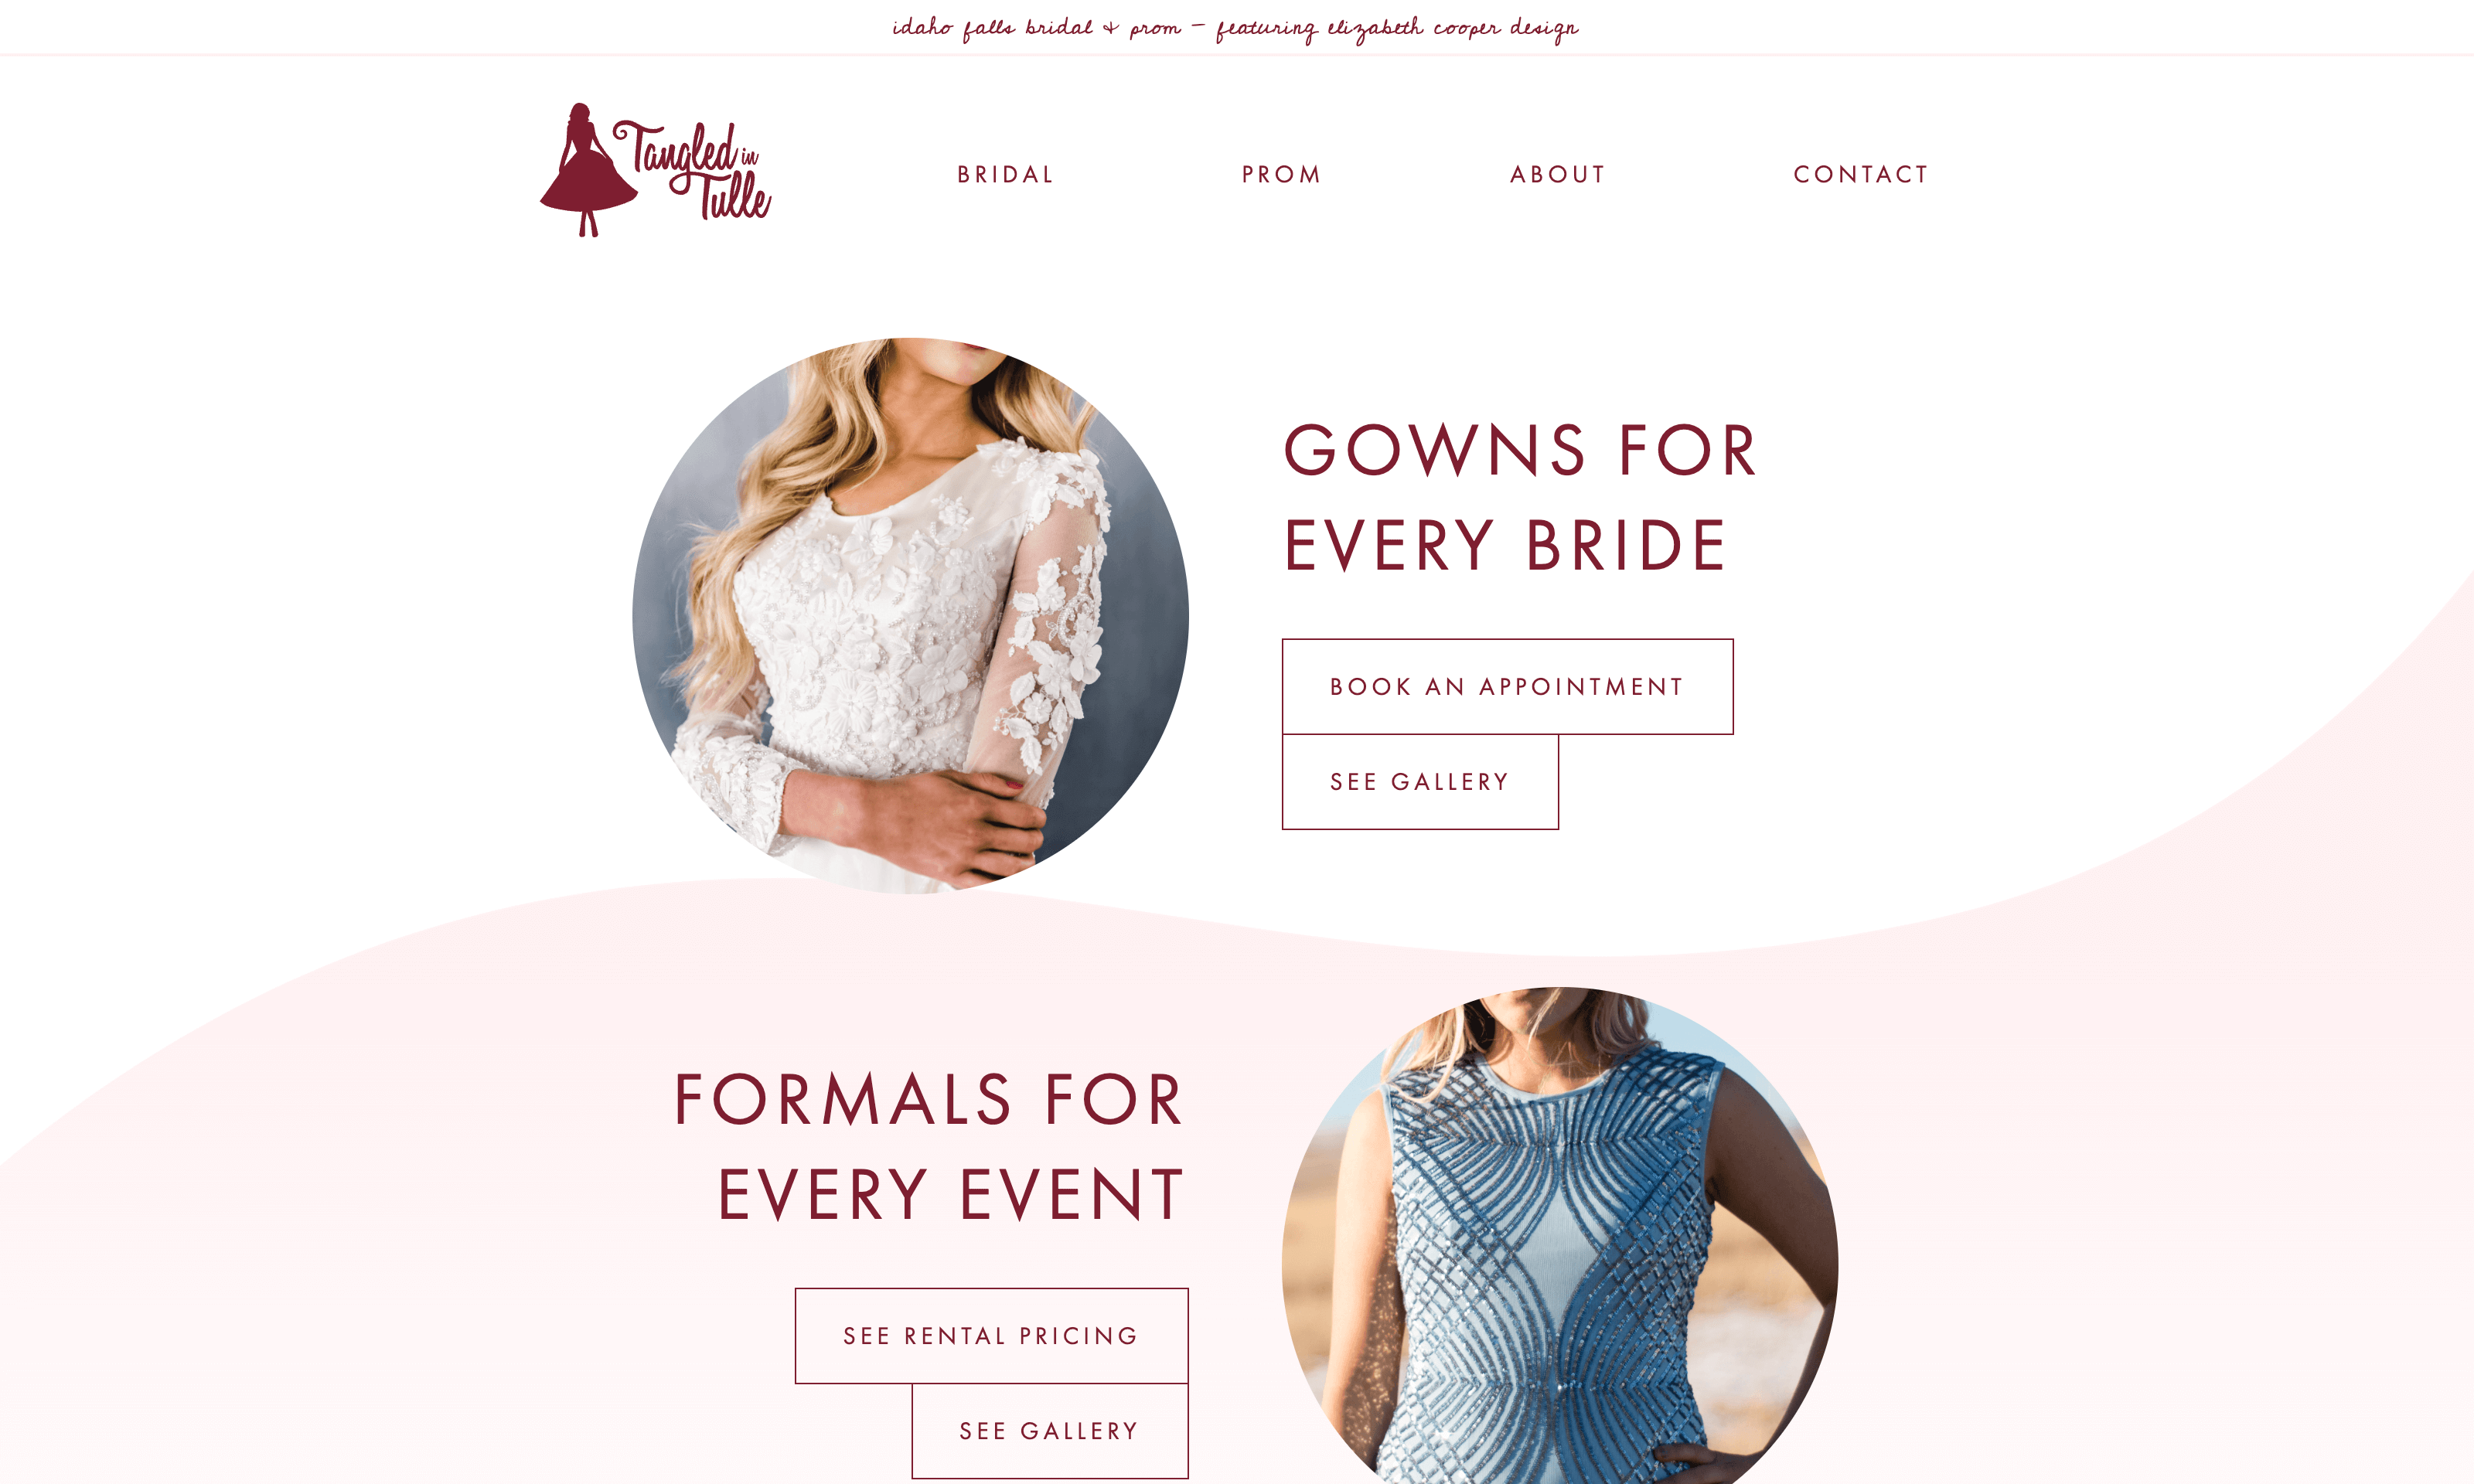 idaho falls bridal & prom — featuring elizabeth cooper design
Tangled in
Tulle
BRIDAL
PROM
ABOUT
CONTACT
GOWNS FOR
EVERY BRIDE
BOOK AN APPOINTMENT
SEE GALLERY
FORMALS FOR
EVERY EVENT
SEE RENTAL PRICING
SEE GALLERY